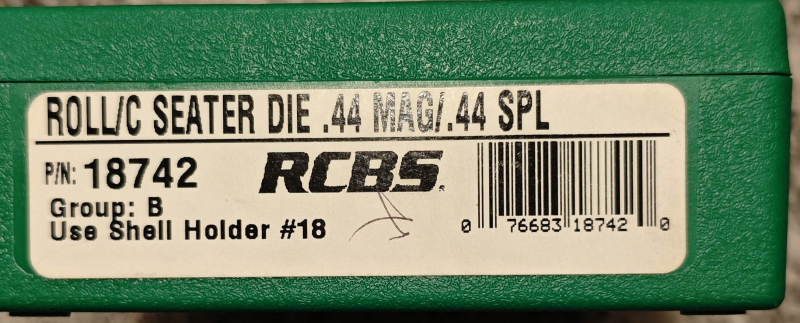 ROLL/C SEATER DIE .44 MAG/.44 SPL
P/N: 18742
RCBS.
Group: B
Use Shell Holder #18
0 76683 18742 0